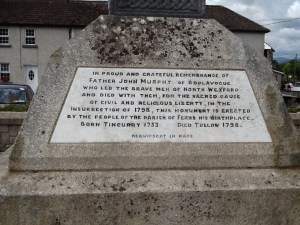 IN PROUD AND GRATEFUL REMEMBRANCE OF
FATHER JOHN MURPHY OF BOOLAVOGUE
WHO LED THE BRAVE MEN OF NORTH WEXFORD
AND DIED WITH THEM, FOR THE SACRED CAUSE
OF CIVIL AND RELIGIOUS LIBERTY, IN THE
INSURRECTION OF 1798, THIS MONUMENT IS ERECTED
BY THE PEOPLE OF THE PARISH OF FERNS HIS BIRTHPLACE.
BORN TINCURRY 1753. DIED TULLOW 1798.
REQUIESCAT IN PACE